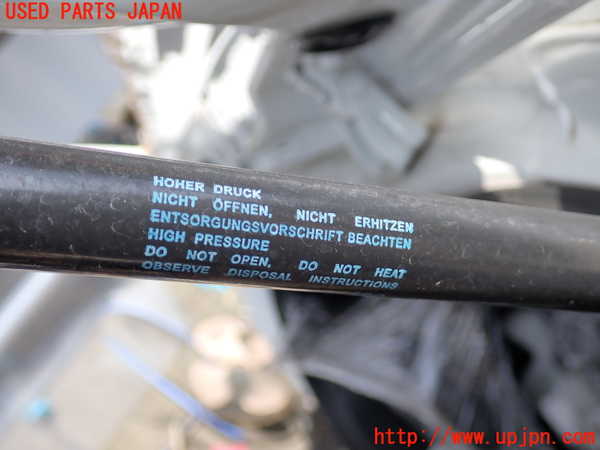 USED PARTS JAPAN
HOHER DRUCK
NICHT ÖFFNEN, NICHT ERHITZEN
ENTSORGUNGSVORSCHRIFT BEACHTEN
HIGH PRESSURE
DO NOT OPEN, DO NOT HEAT
OBSERVE DISPOSAL INSTRUCTIONS
http://www.upjpn.com/